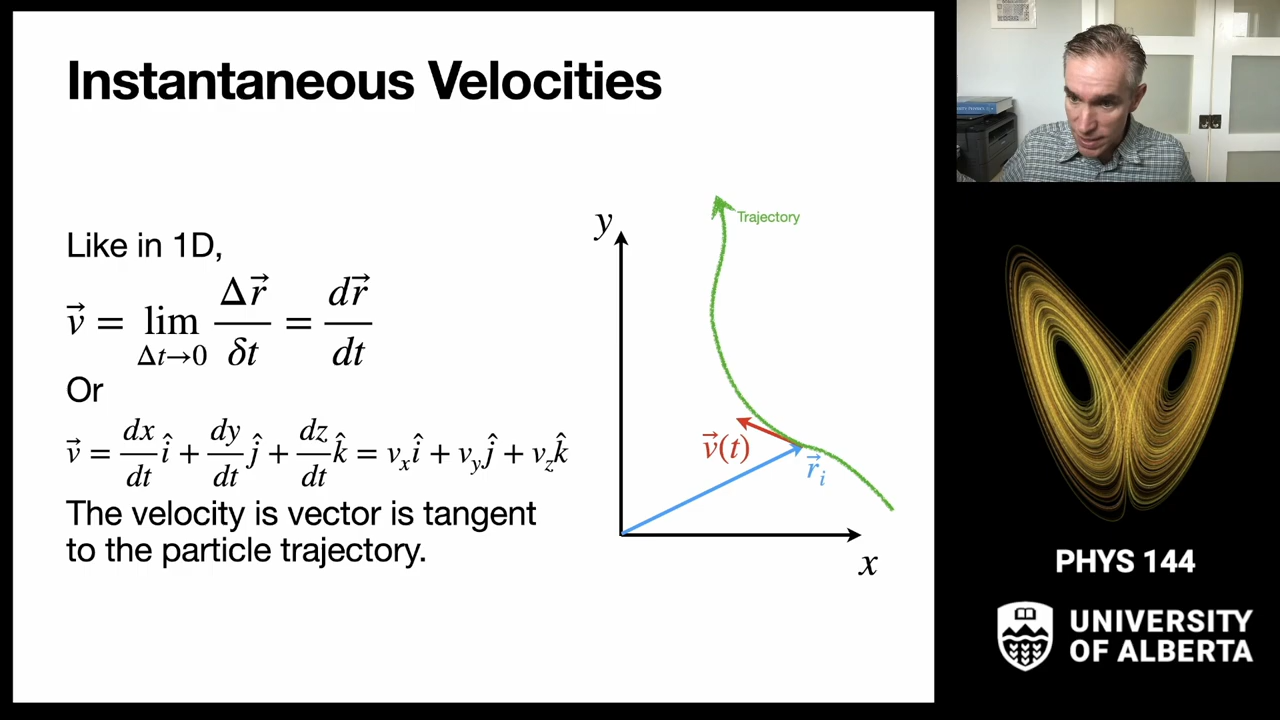 Instantaneous Velocities
Like in 1D,
v⃗ = lim_{Δt→0} Δr⃗/δt = dr⃗/dt
Or
v⃗ = dx/dt î + dy/dt ĵ + dz/dt k̂ = vₓî + v_yĵ + v_zk̂
The velocity is vector is tangent
to the particle trajectory.
y
Trajectory
v⃗(t)
r⃗ᵢ
x
PHYS 144
UNIVERSITY
OF ALBERTA